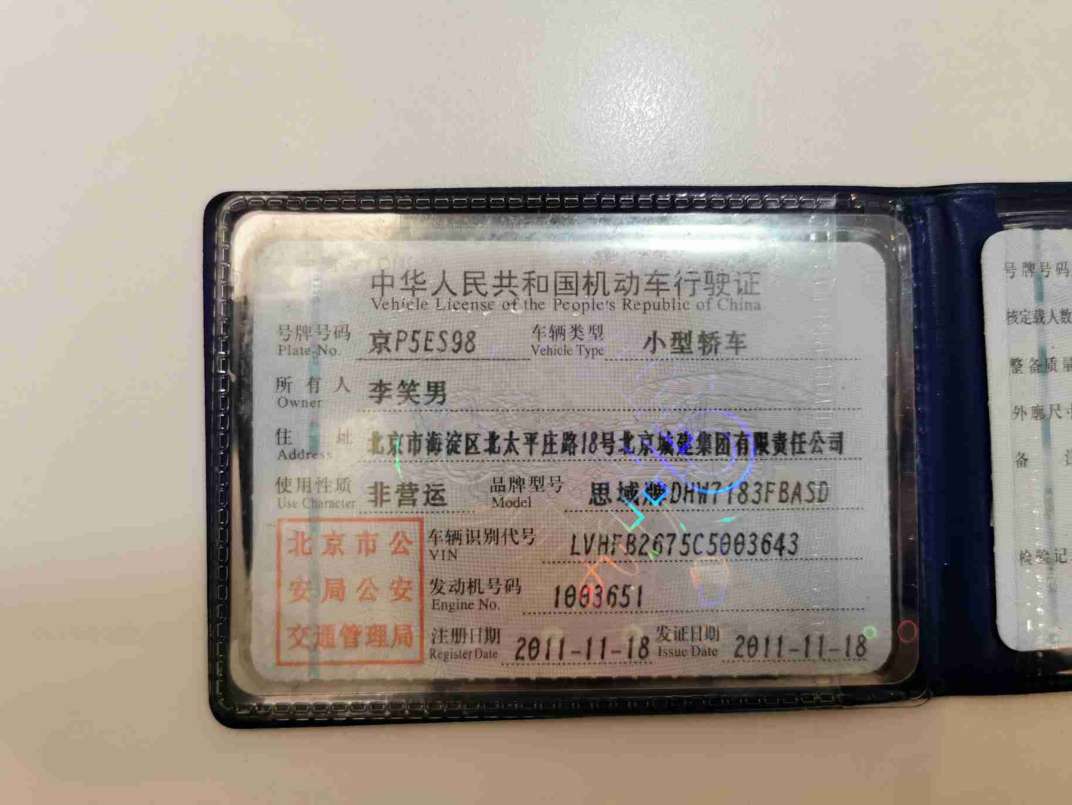 中华人民共和国机动车行驶证
Vehicle License of the People's Republic of China
号牌号码 京P5ES98 车辆类型 小型轿车
Plate No. Vehicle Type
所有人 李笑男
Owner
住址 北京市海淀区北太平庄路18号北京城建集团有限责任公司
Address
使用性质 非营运 品牌型号 思域牌DHW7183FBASD
Use Character Model
北京市公安局公安交通管理局
车辆识别代号 LVHFB2675C5003643
VIN
发动机号码 1003651
Engine No.
注册日期 2011-11-18 发证日期 2011-11-18
Register Date Issue Date
号牌号码
核定载人数
整备质量
外廓尺寸
备
检验记